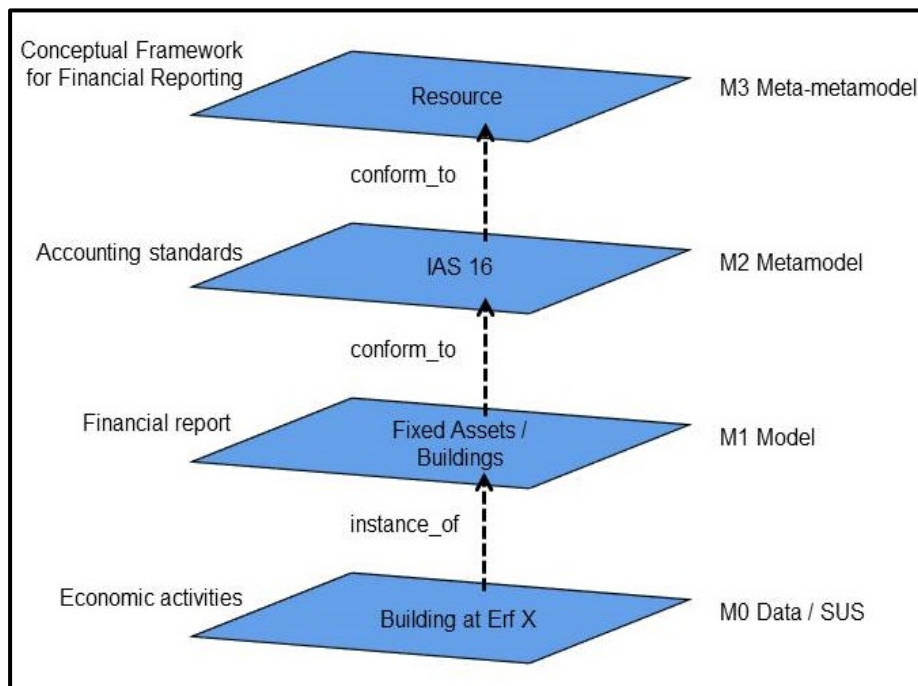 Conceptual Framework
for Financial Reporting
Resource
M3 Meta-metamodel
conform_to
Accounting standards
IAS 16
M2 Metamodel
conform_to
Financial report
Fixed Assets /
Buildings
M1 Model
instance_of
Economic activities
Building at Erf X
M0 Data / SUS